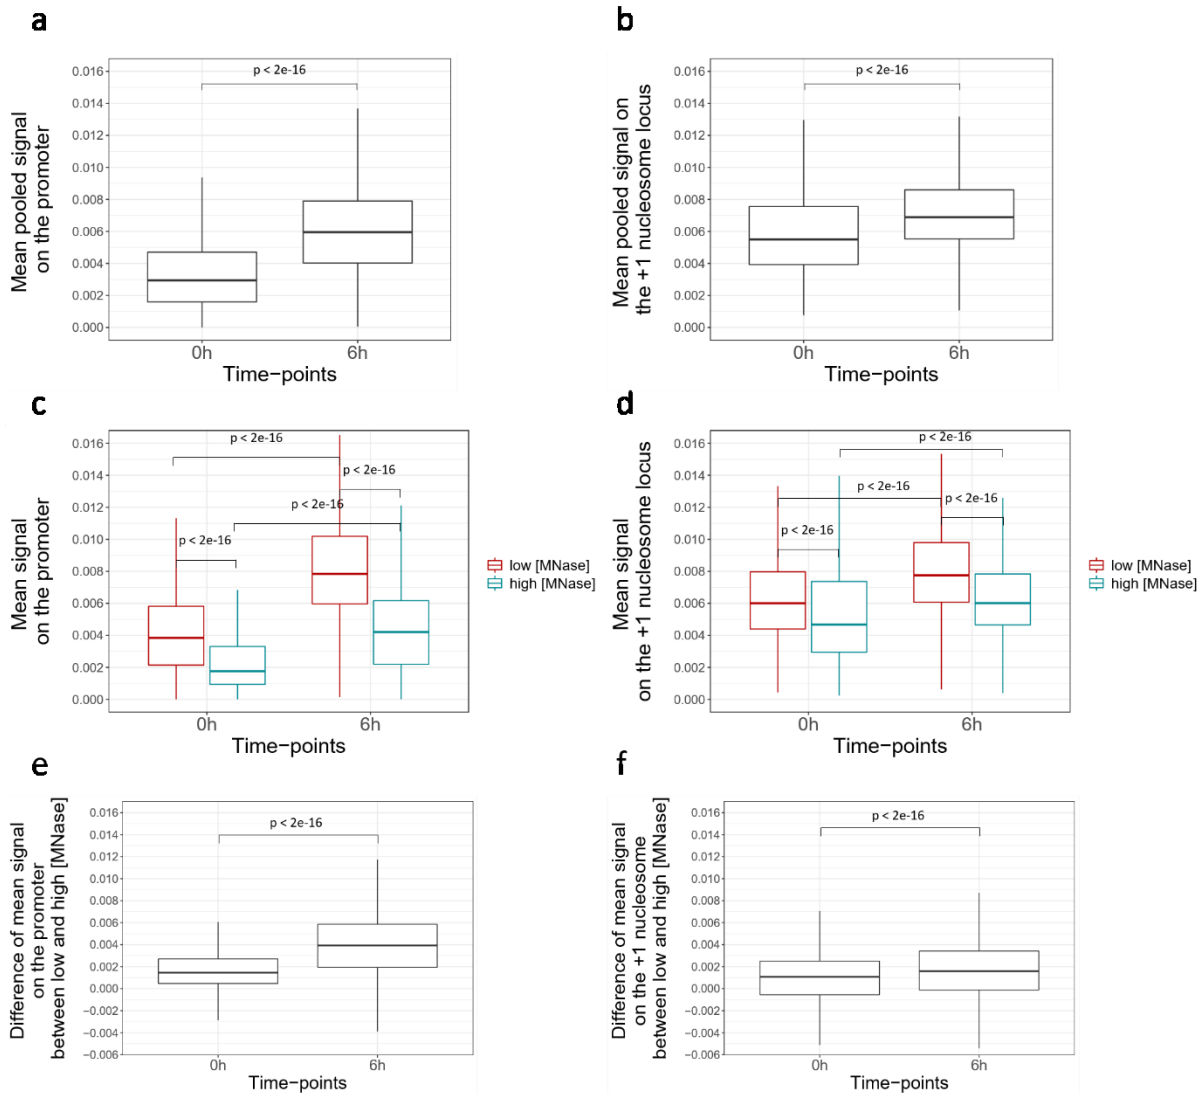 a
Mean pooled signal
on the promoter
0.016
0.014
0.012
0.010
0.008
0.006
0.004
0.002
0.000
p < 2e-16
0h
6h
Time−points
b
Mean pooled signal on
the +1 nucleosome locus
0.016
0.014
0.012
0.010
0.008
0.006
0.004
0.002
0.000
p < 2e-16
0h
6h
Time−points
c
Mean signal
on the promoter
0.016
0.014
0.012
0.010
0.008
0.006
0.004
0.002
0.000
p < 2e-16
p < 2e-16
p < 2e-16
p < 2e-16
0h
6h
Time−points
low [MNase]
high [MNase]
d
Mean signal
on the +1 nucleosome locus
0.016
0.014
0.012
0.010
0.008
0.006
0.004
0.002
0.000
p < 2e-16
p < 2e-16
p < 2e-16
p < 2e-16
0h
6h
Time−points
low [MNase]
high [MNase]
e
Difference of mean signal
on the promoter
between low and high [MNase]
0.016
0.014
0.012
0.010
0.008
0.006
0.004
0.002
0.000
−0.002
−0.004
−0.006
p < 2e-16
0h
6h
Time−points
f
Difference of mean signal
on the +1 nucleosome
between low and high [MNase]
0.016
0.014
0.012
0.010
0.008
0.006
0.004
0.002
0.000
−0.002
−0.004
−0.006
p < 2e-16
0h
6h
Time−points